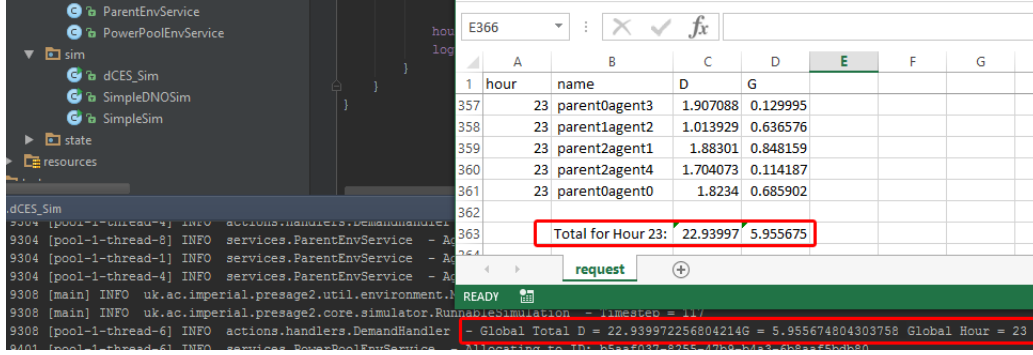 ParentEnvService
PowerPoolEnvService
sim
dCES_Sim
SimpleDNOSim
SimpleSim
state
resources
hou
log
}
}
}
E366
fx
A B C D E F G
1 hour name D G
357 23 parent0agent3 1.907088 0.129995
358 23 parent1agent2 1.013929 0.636576
359 23 parent2agent1 1.88301 0.848159
360 23 parent2agent4 1.704073 0.114187
361 23 parent0agent0 1.8234 0.685902
362
363 Total for Hour 23: 22.93997 5.955675
request
READY
.dCES_Sim
9304 [pool-1-thread-4] INFO actions.handlers.DemandHandler
9304 [pool-1-thread-8] INFO services.ParentEnvService - Ag
9304 [pool-1-thread-1] INFO services.ParentEnvService - Ag
9304 [pool-1-thread-4] INFO services.ParentEnvService - Ag
9308 [main] INFO uk.ac.imperial.presage2.util.environment.
9308 [main] INFO uk.ac.imperial.presage2.core.simulator.RunnableSimulation - Timestep = 117
9308 [pool-1-thread-6] INFO actions.handlers.DemandHandler - Global Total D = 22.939972256804214G = 5.955674804303758 Global Hour = 23
9401 [pool-1-thread-6] INFO services.PowerPoolEnvService - Allocating to ID: